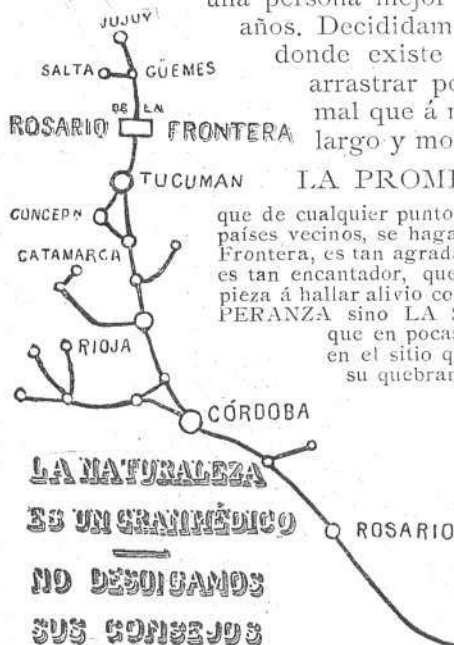 una persona mejor
años. Decididam
donde existe
arrastrar po
mal que á m
largo y mo
LA PROME
que de cualquier punto
países vecinos, se haga
Frontera, es tan agrada
es tan encantador, que
pieza á hallar alivio co
PERANZA sino LA S
que en pocas
en el sitio q
su quebran
JUJUY
SALTA GÜEMES
DE LA
ROSARIO FRONTERA
TUCUMAN
CONCEPN
CATAMARCA
RIOJA
CÓRDOBA
ROSARIO
LA NATURALEZA
ES UN GRAN MÉDICO
NO DESOIGAMOS
SUS CONSEJOS